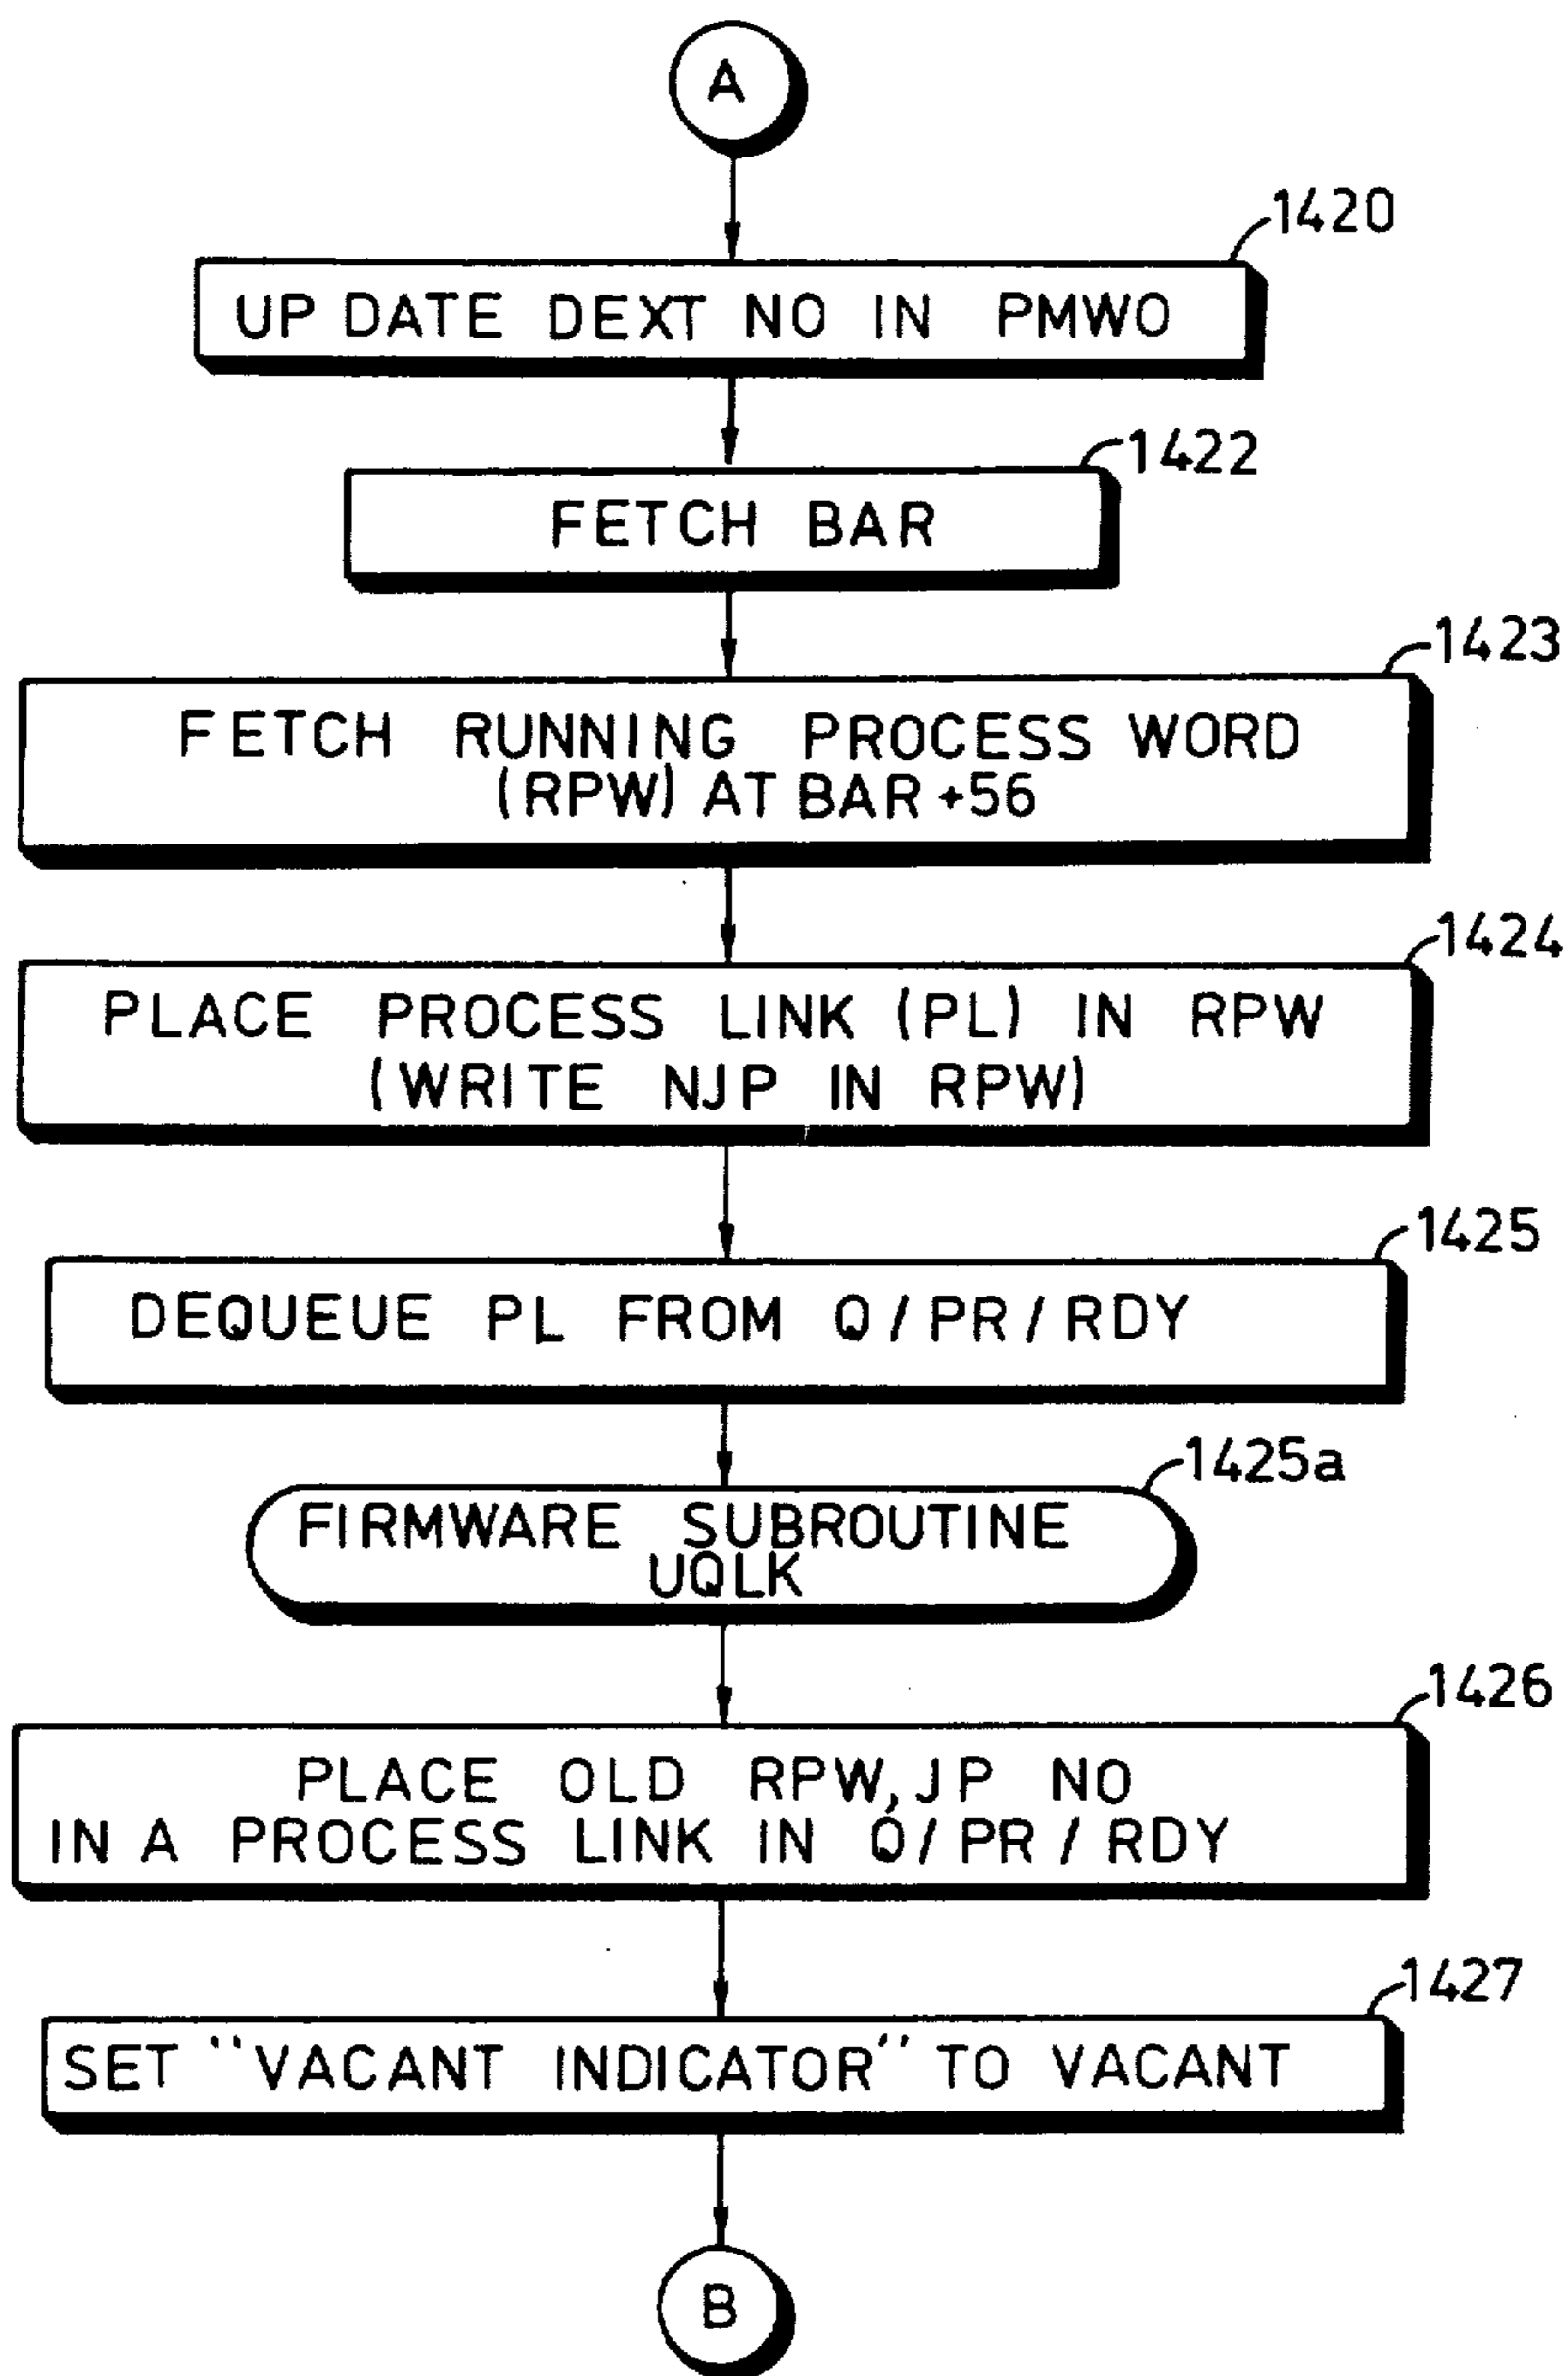 A
1420
UP DATE DEXT NO IN PMWO
1422
FETCH BAR
1423
FETCH RUNNING PROCESS WORD
(RPW) AT BAR +56
1424
PLACE PROCESS LINK (PL) IN RPW
(WRITE NJP IN RPW)
1425
DEQUEUE PL FROM Q/PR/RDY
1425a
FIRMWARE SUBROUTINE
UQLK
1426
PLACE OLD RPW, JP NO
IN A PROCESS LINK IN Q/PR/RDY
1427
SET "VACANT INDICATOR" TO VACANT
B